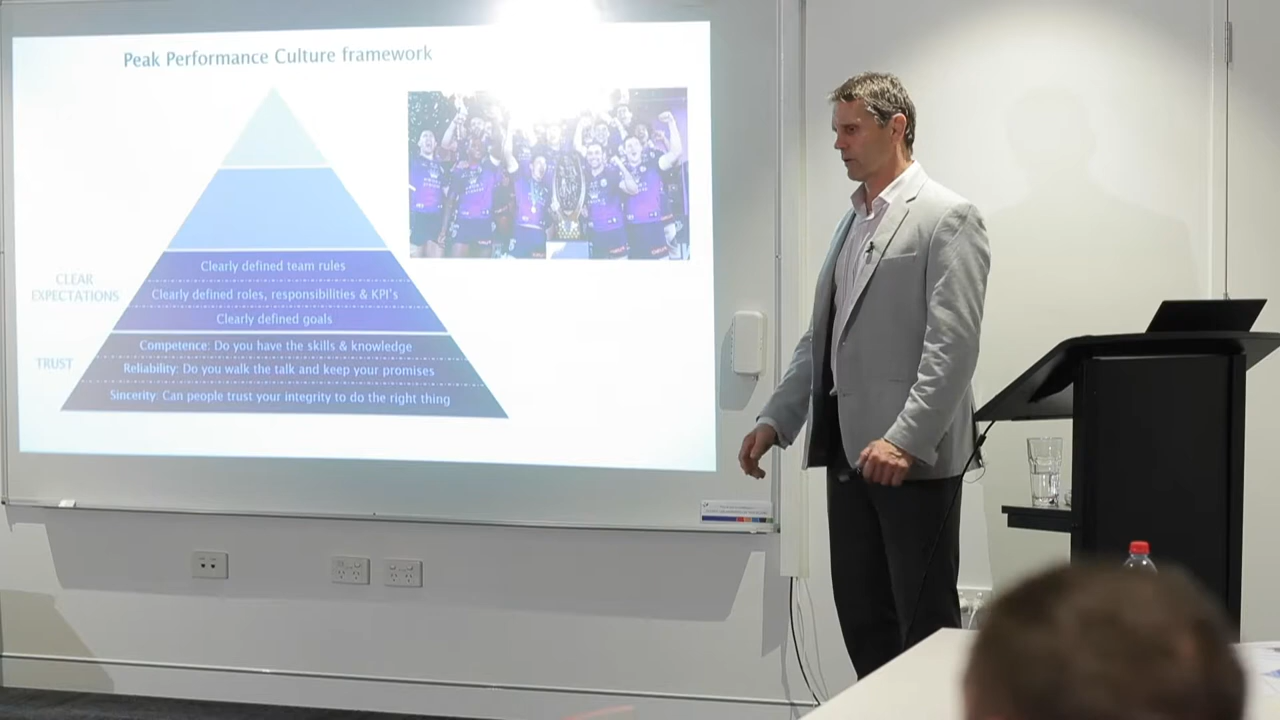 Peak Performance Culture framework
Clearly defined team rules
CLEAR
EXPECTATIONS
Clearly defined roles, responsibilities & KPI's
Clearly defined goals
Competence: Do you have the skills & knowledge
TRUST
Reliability: Do you walk the talk and keep your promises
Sincerity: Can people trust your integrity to do the right thing